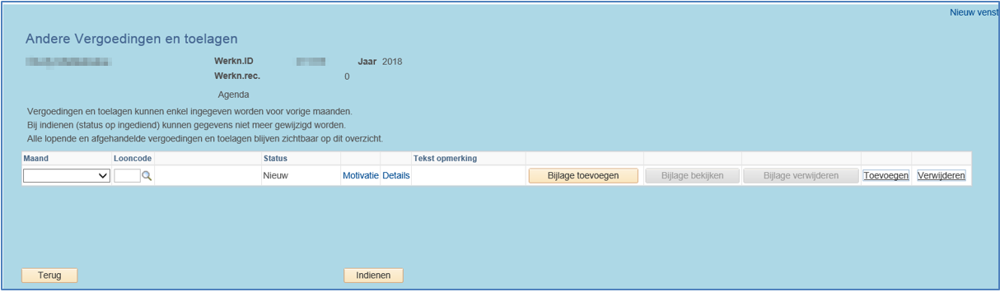 Nieuw venst
Andere Vergoedingen en toelagen
Werkn.ID Jaar 2018
Werkn.rec. 0
Agenda
Vergoedingen en toelagen kunnen enkel ingegeven worden voor vorige maanden.
Bij indienen (status op ingediend) kunnen gegevens niet meer gewijzigd worden.
Alle lopende en afgehandelde vergoedingen en toelagen blijven zichtbaar op dit overzicht.
Maand Looncode Status Tekst opmerking
Nieuw Motivatie Details Bijlage toevoegen Bijlage bekijken Bijlage verwijderen Toevoegen Verwijderen
Terug Indienen